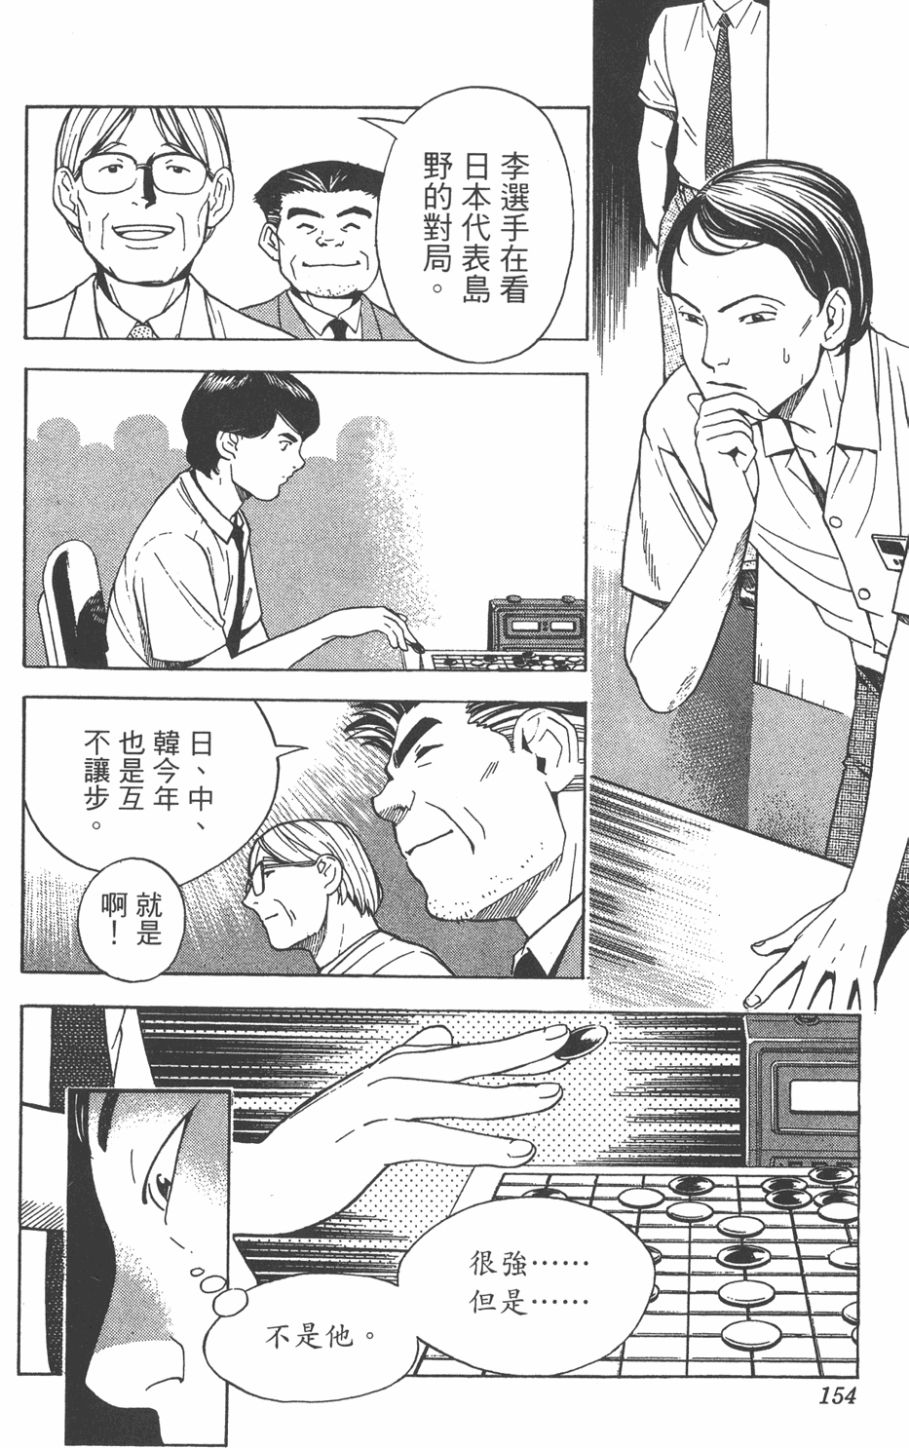 李選手在看
日本代表島
野的對局。
日、中、
韓今年
也是互
不讓步。
就是
啊！
很強……
但是……
不是他。
154